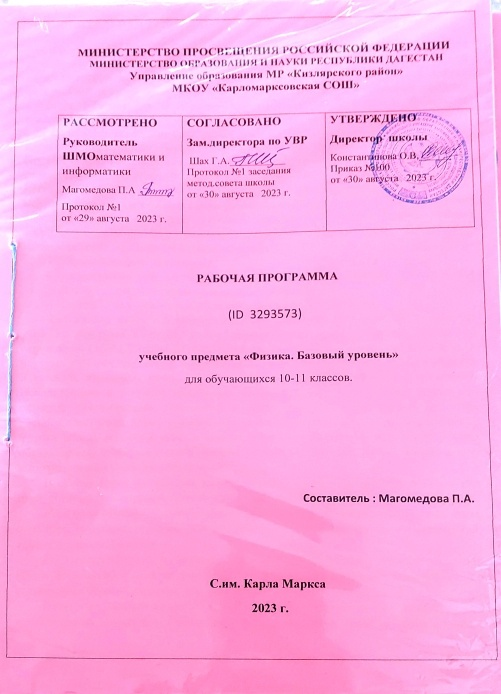 МИНИСТЕРСТВО ПРОСВЕЩЕНИЯ РОССИЙСКОЙ ФЕДЕРАЦИИ
МИНИСТЕРСТВО ОБРАЗОВАНИЯ И НАУКИ РЕСПУБЛИКИ ДАГЕСТАН
Управление образования МР «Кизлярского район»
МКОУ «Карломарксовская СОШ»
РАССМОТРЕНО
Руководитель
ШМОматематики и
информатики
Магомедова П.А
Протокол №1
от «29» августа 2023 г.
СОГЛАСОВАНО
Зам.директора по УВР
Шах Г.А.
Протокол №1 заседания
метод.совета школы
от «30» августа 2023 г.
УТВЕРЖДЕНО
Директор школы
Константинова О.В.
Приказ №100
от «30» августа 2023 г.
РАБОЧАЯ ПРОГРАММА
(ID 3293573)
учебного предмета «Физика. Базовый уровень»
для обучающихся 10-11 классов.
Составитель : Магомедова П.А.
С.им. Карла Маркса
2023 г.